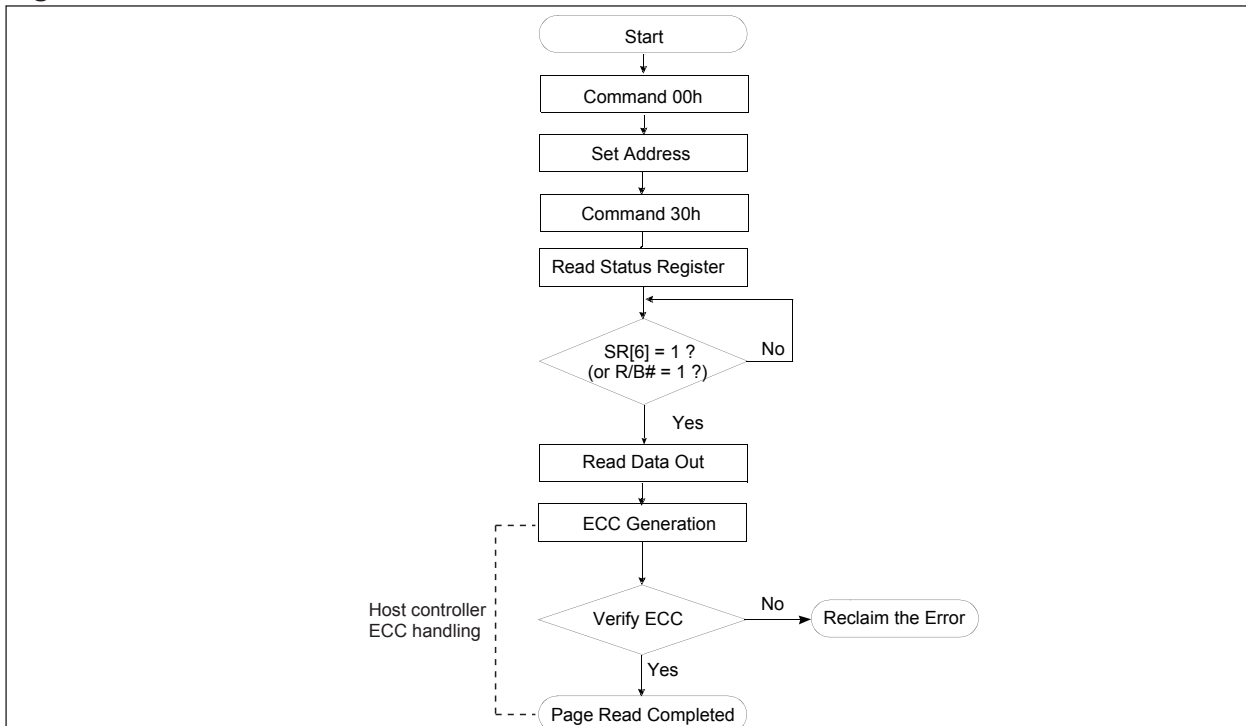 Start
Command 00h
Set Address
Command 30h
Read Status Register
SR[6] = 1 ?
(or R/B# = 1 ?)
No
Yes
Read Data Out
ECC Generation
Host controller
ECC handling
Verify ECC
No
Reclaim the Error
Yes
Page Read Completed